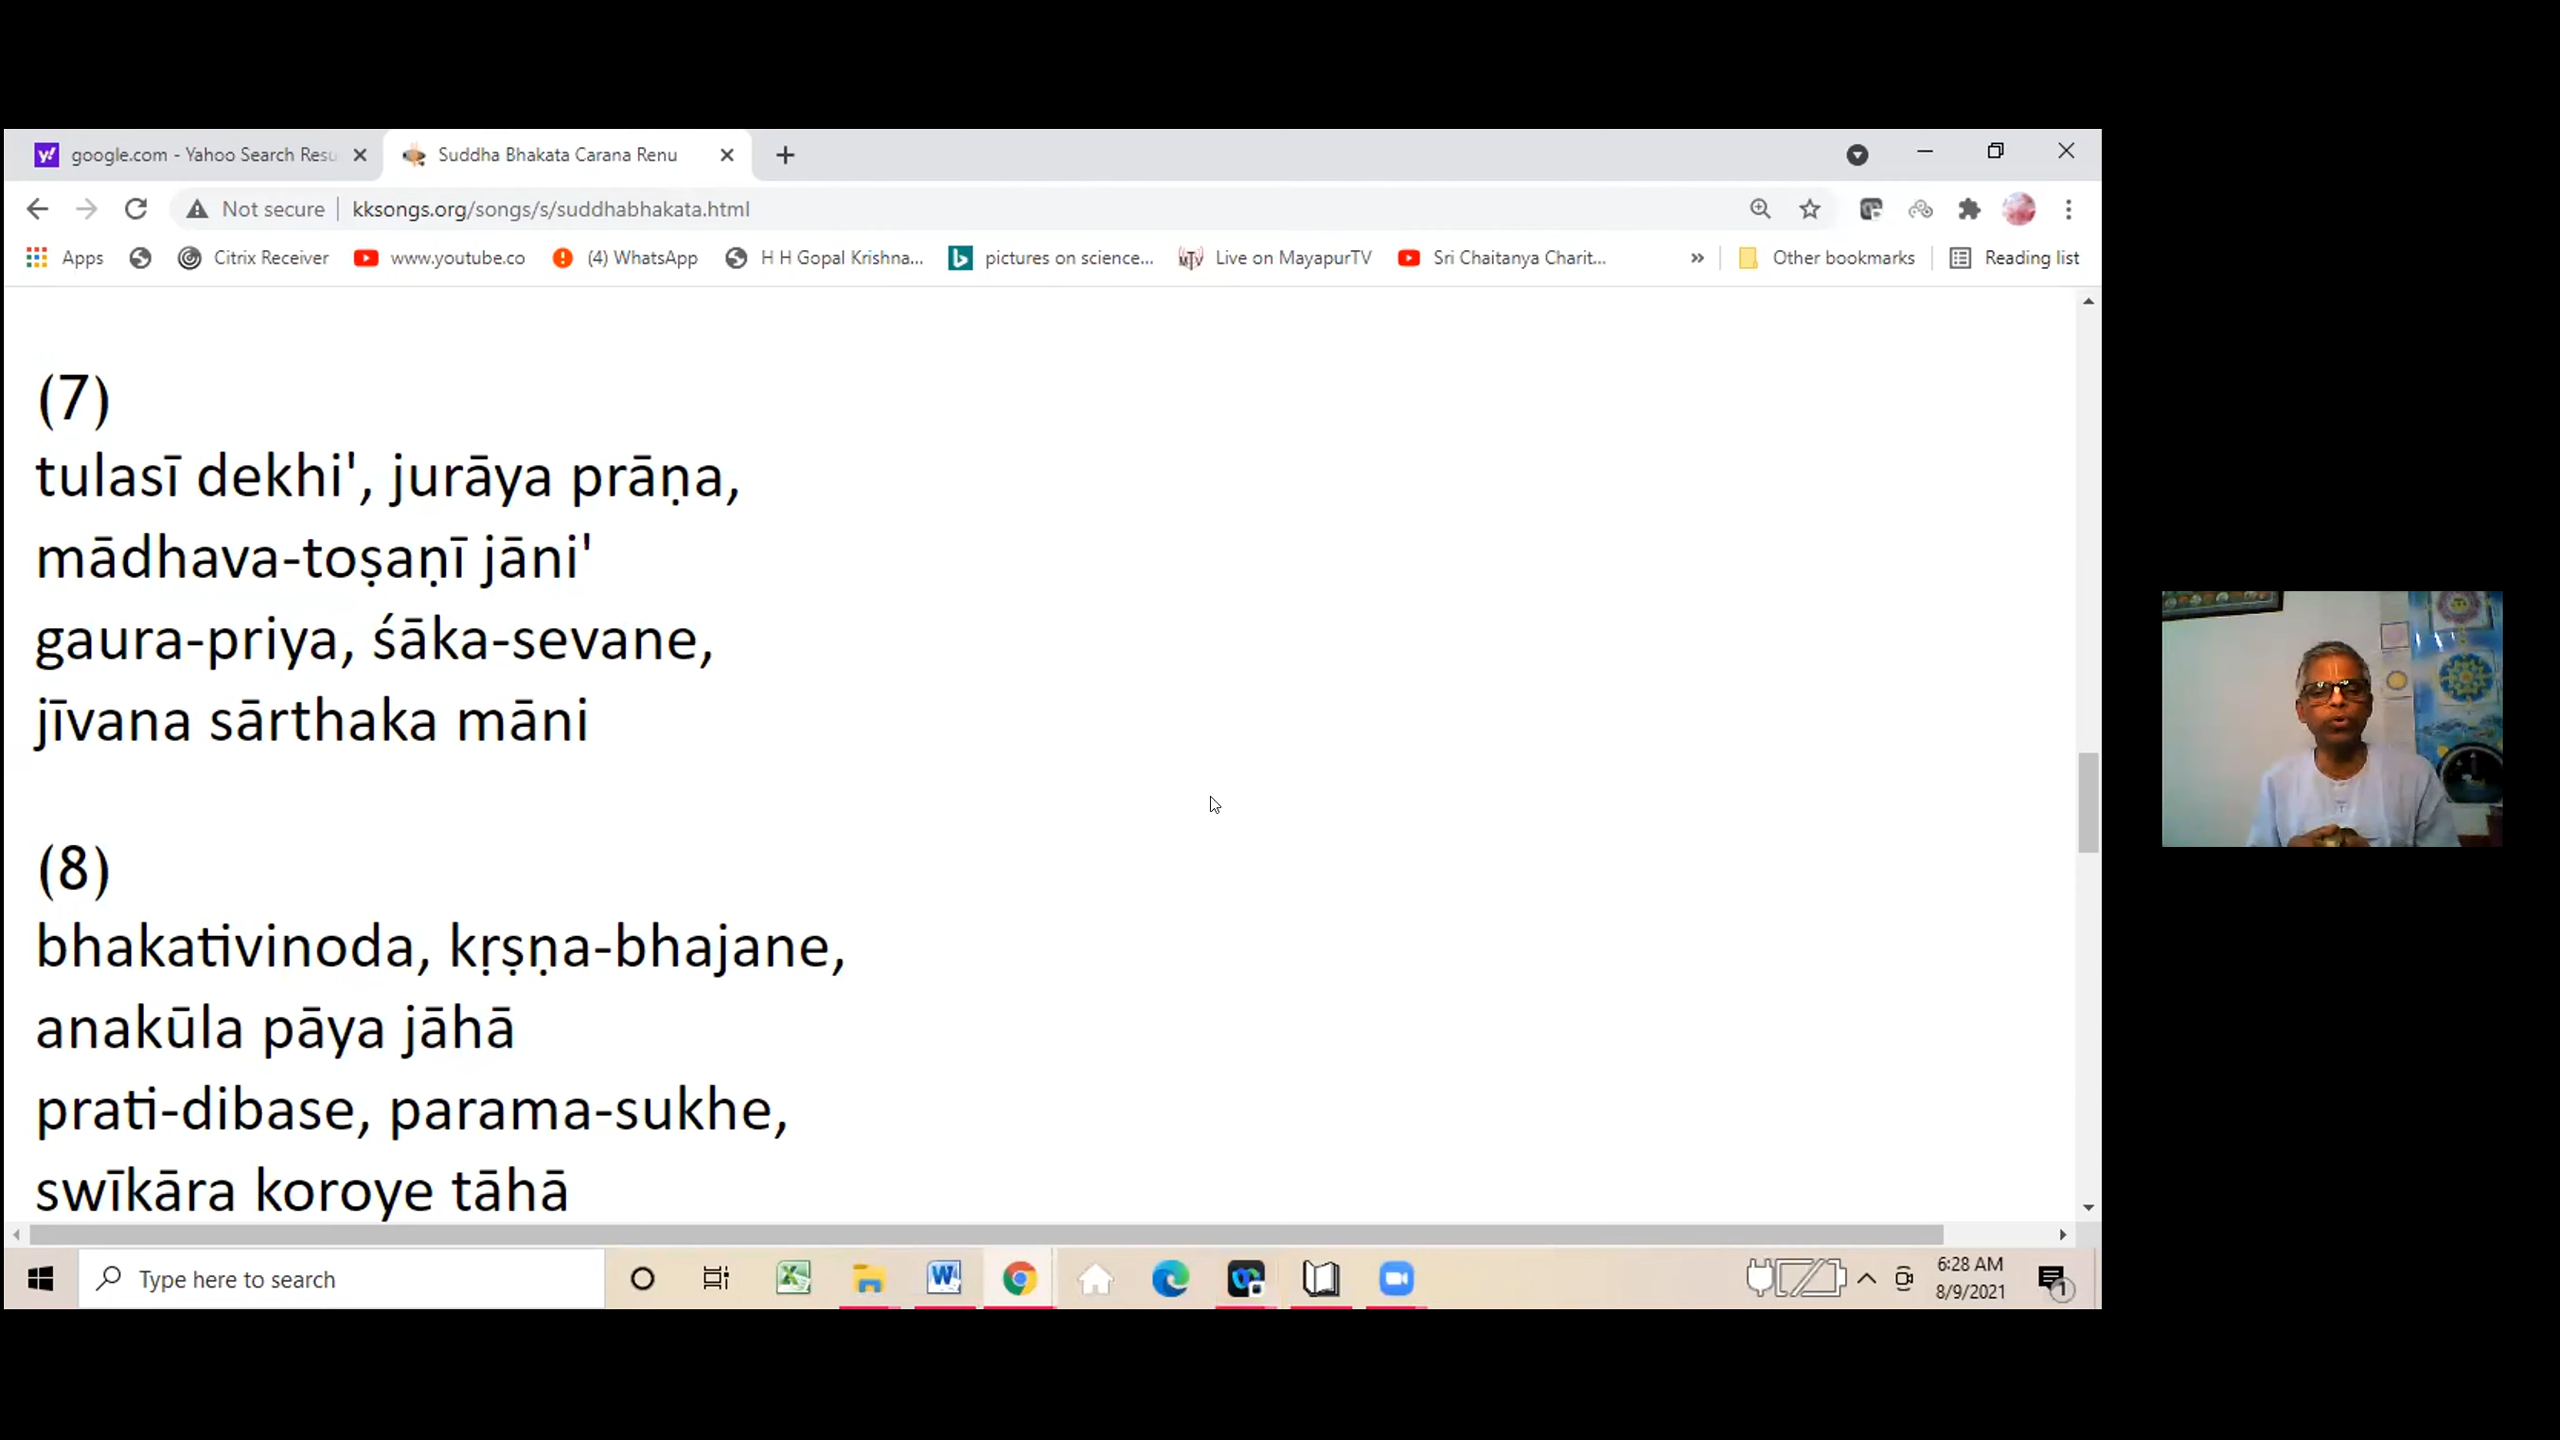 google.com - Yahoo Search Resu
Suddha Bhakata Carana Renu
Not secure
kksongs.org/songs/s/suddhabhakata.html
Apps
Citrix Receiver
www.youtube.co
(4) WhatsApp
H H Gopal Krishna...
pictures on science...
Live on MayapurTV
Sri Chaitanya Charit...
»
Other bookmarks
Reading list
(7)
tulasī dekhi', jurāya prāṇa,
mādhava-toṣaṇī jāni'
gaura-priya, śāka-sevane,
jīvana sārthaka māni
(8)
bhakativinoda, kṛṣṇa-bhajane,
anakūla pāya jāhā
prati-dibase, parama-sukhe,
swīkāra koroye tāhā
Type here to search
6:28 AM
8/9/2021
1